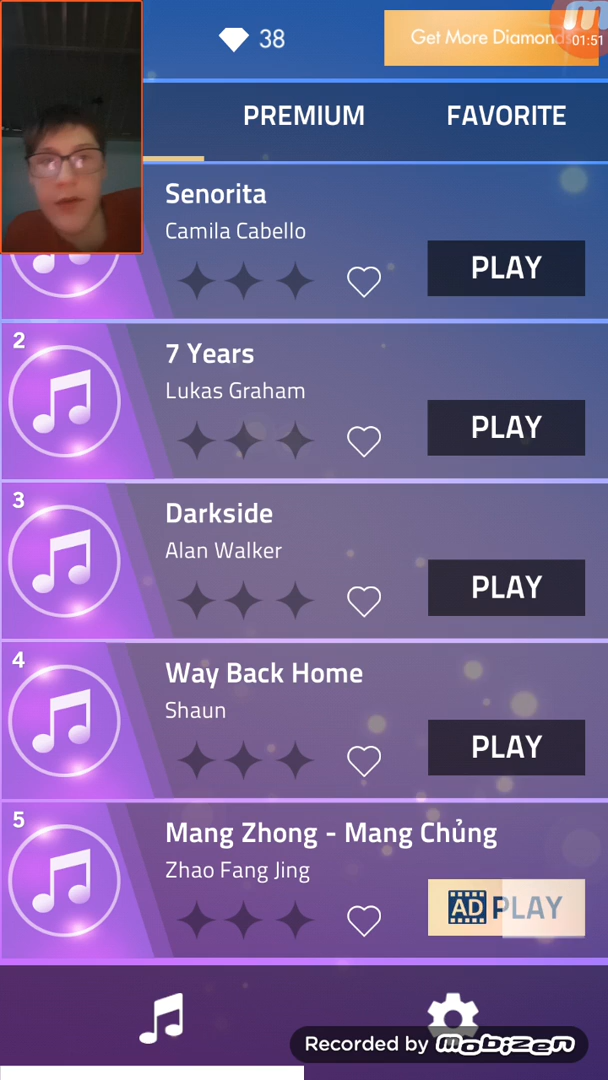 38
Get More Diamond
01:51
PREMIUM
FAVORITE
Senorita
Camila Cabello
PLAY
2
7 Years
Lukas Graham
PLAY
3
Darkside
Alan Walker
PLAY
4
Way Back Home
Shaun
PLAY
5
Mang Zhong - Mang Chủng
Zhao Fang Jing
AD PLAY
Recorded by mobizen